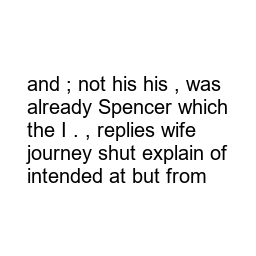 and ; not his his , was
already Spencer which
the I . , replies wife
journey shut explain of
intended at but from